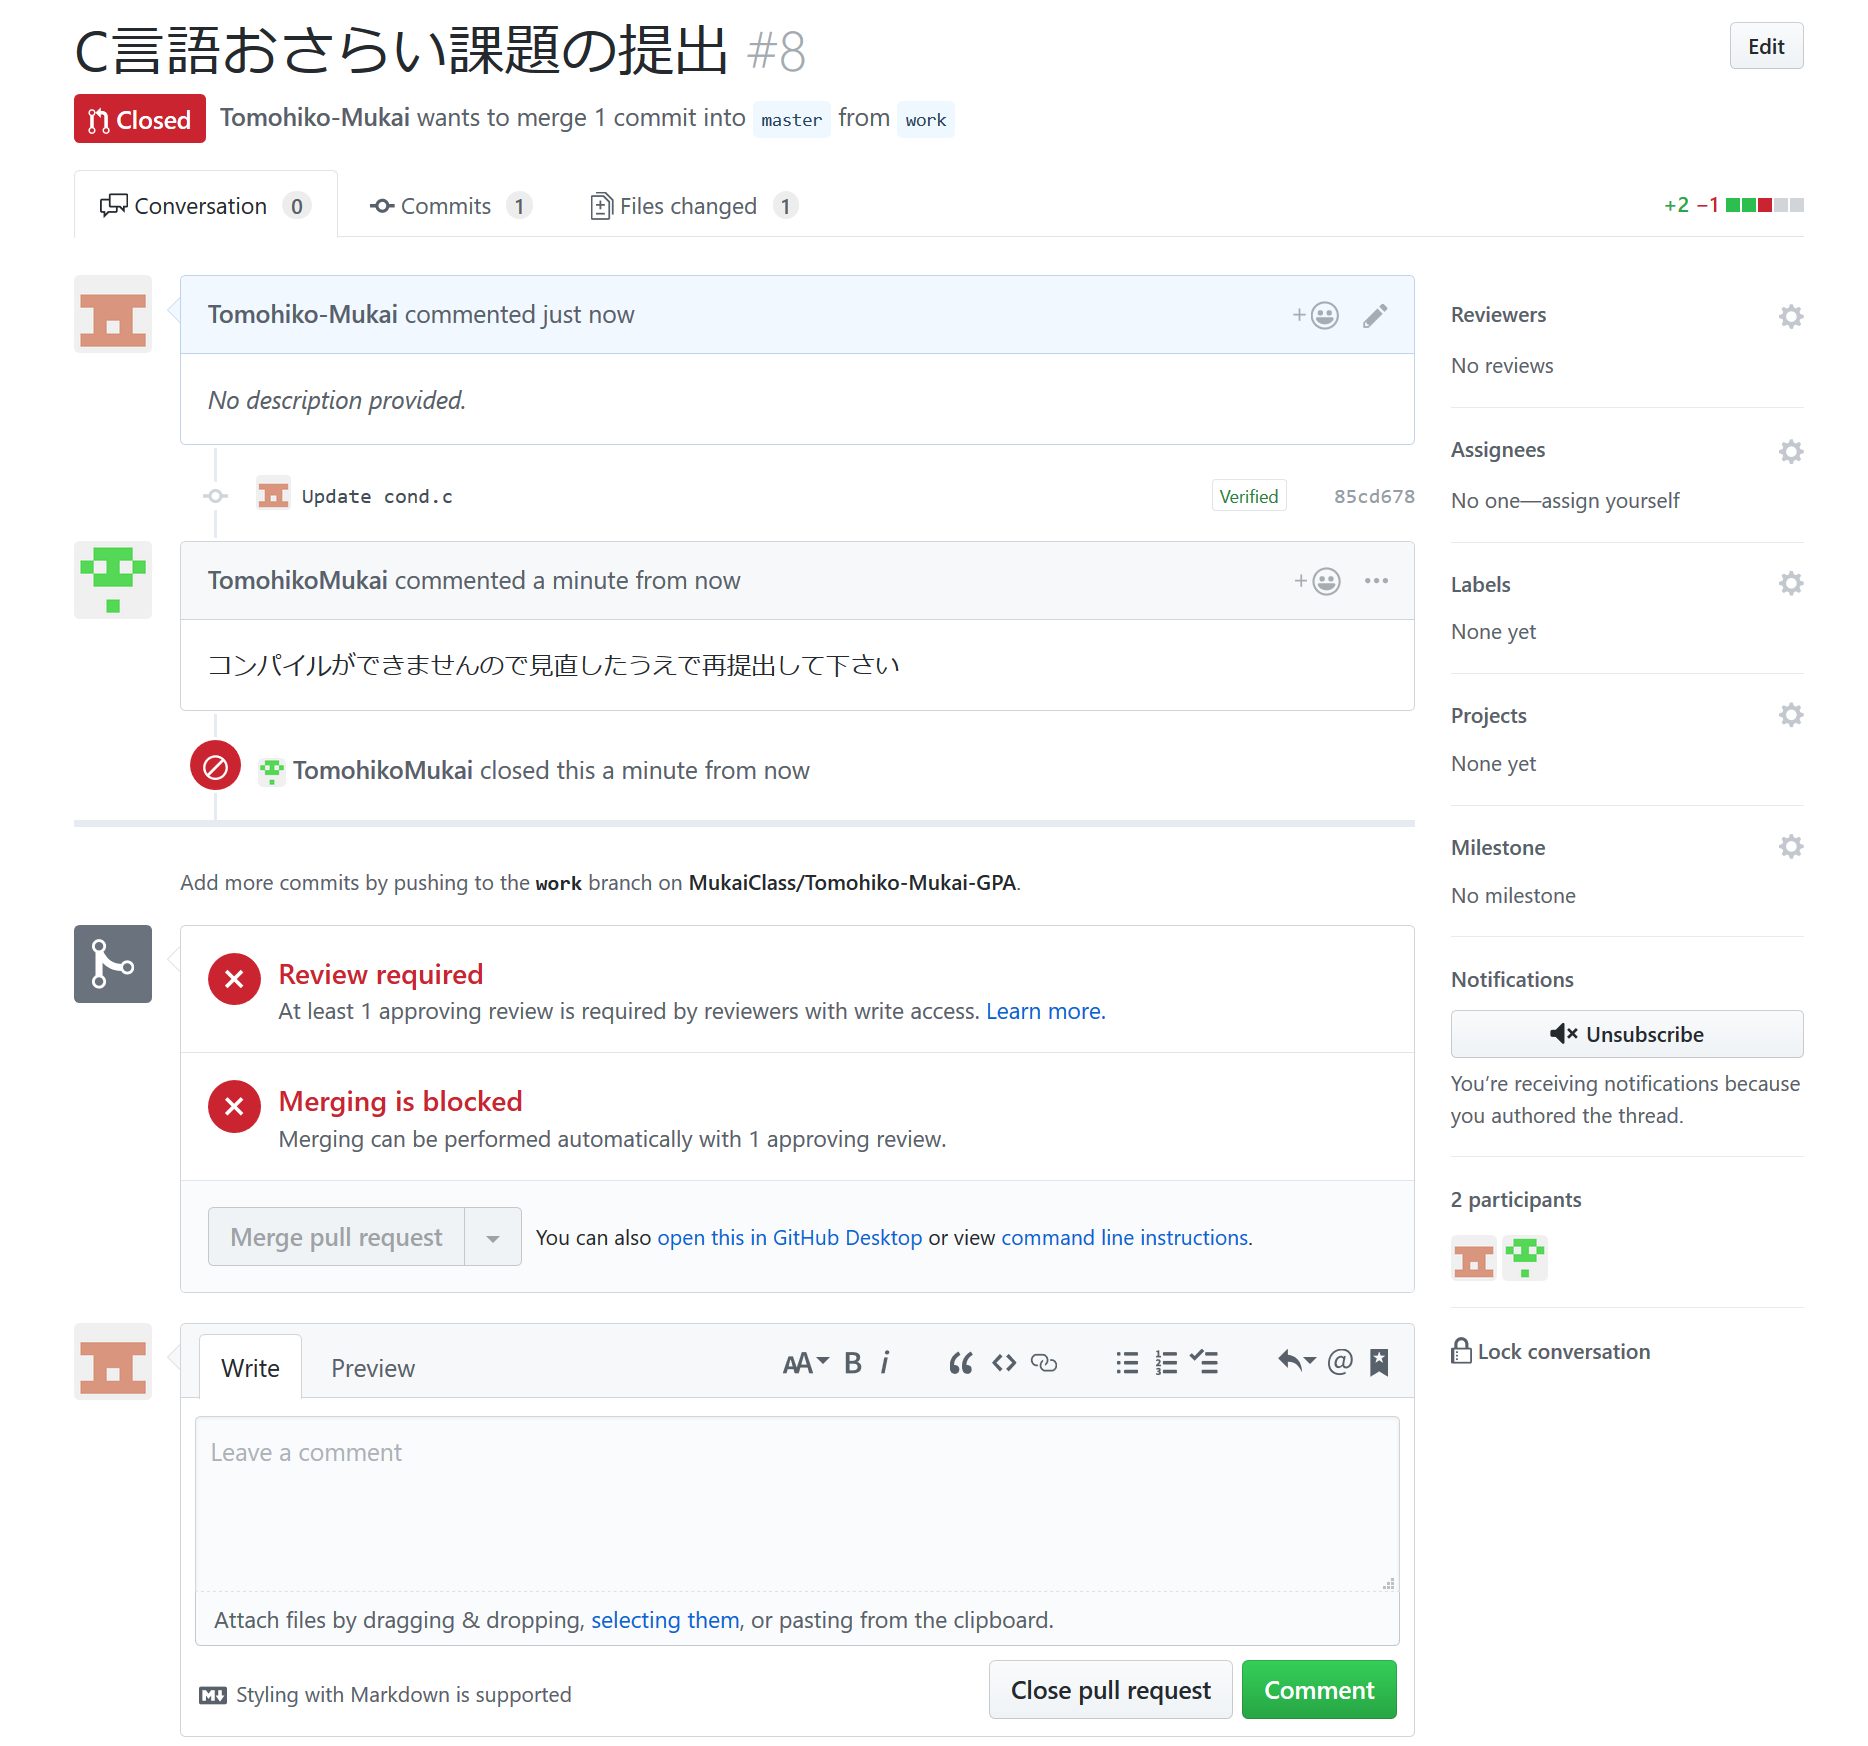 C言語おさらい課題の提出 #8
Edit
Closed
Tomohiko-Mukai wants to merge 1 commit into master from work
Conversation 0
Commits 1
Files changed 1
+2 −1
Tomohiko-Mukai commented just now
No description provided.
Update cond.c
Verified
85cd678
TomohikoMukai commented a minute from now
コンパイルができませんので見直したうえで再提出して下さい
TomohikoMukai closed this a minute from now
Add more commits by pushing to the work branch on MukaiClass/Tomohiko-Mukai-GPA.
Review required
At least 1 approving review is required by reviewers with write access. Learn more.
Merging is blocked
Merging can be performed automatically with 1 approving review.
Merge pull request
You can also open this in GitHub Desktop or view command line instructions.
Write
Preview
AA B i
Leave a comment
Attach files by dragging & dropping, selecting them, or pasting from the clipboard.
Styling with Markdown is supported
Close pull request
Comment
Reviewers
No reviews
Assignees
No one—assign yourself
Labels
None yet
Projects
None yet
Milestone
No milestone
Notifications
Unsubscribe
You’re receiving notifications because
you authored the thread.
2 participants
Lock conversation